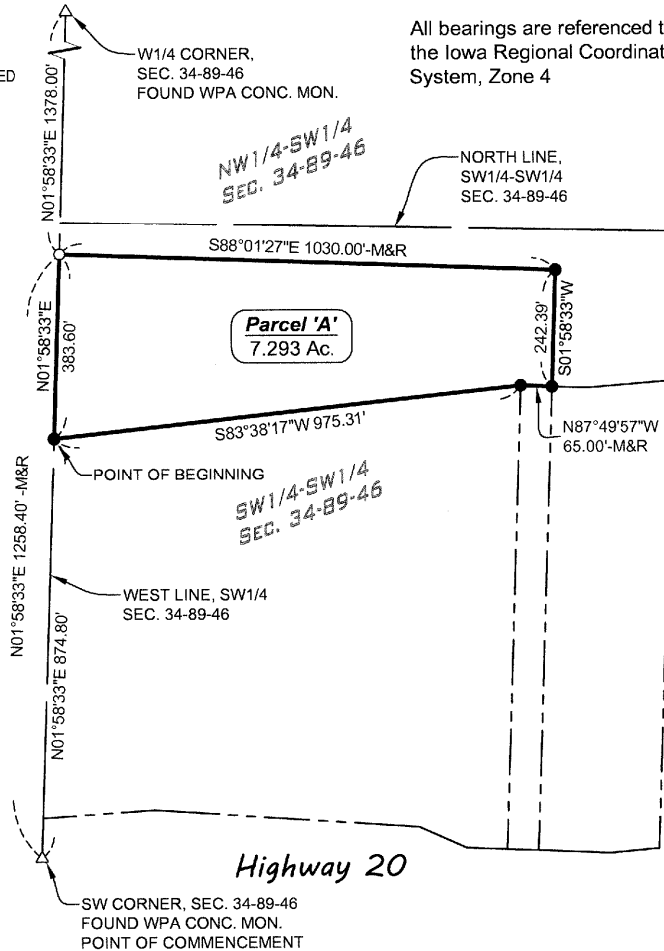 All bearings are referenced t
the Iowa Regional Coordinat
System, Zone 4
ED
W1/4 CORNER,
SEC. 34-89-46
FOUND WPA CONC. MON.
N01°58'33"E 1378.00'
NW1/4-SW1/4
SEC. 34-89-46
NORTH LINE,
SW1/4-SW1/4
SEC. 34-89-46
S88°01'27"E 1030.00'-M&R
N01°58'33"E
383.60'
Parcel 'A'
7.293 Ac.
242.39'
S01°58'33"W
S83°38'17"W 975.31'
N87°49'57"W
65.00'-M&R
POINT OF BEGINNING
SW1/4-SW1/4
SEC. 34-89-46
N01°58'33"E 1258.40' -M&R
WEST LINE, SW1/4
SEC. 34-89-46
N01°58'33"E 874.80'
Highway 20
SW CORNER, SEC. 34-89-46
FOUND WPA CONC. MON.
POINT OF COMMENCEMENT